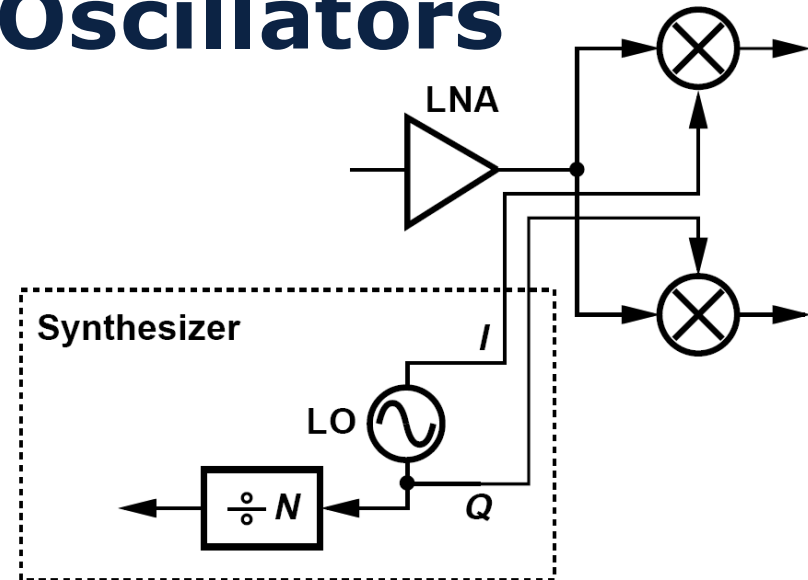 Oscillators
LNA
Synthesizer
I
LO
÷ N
Q